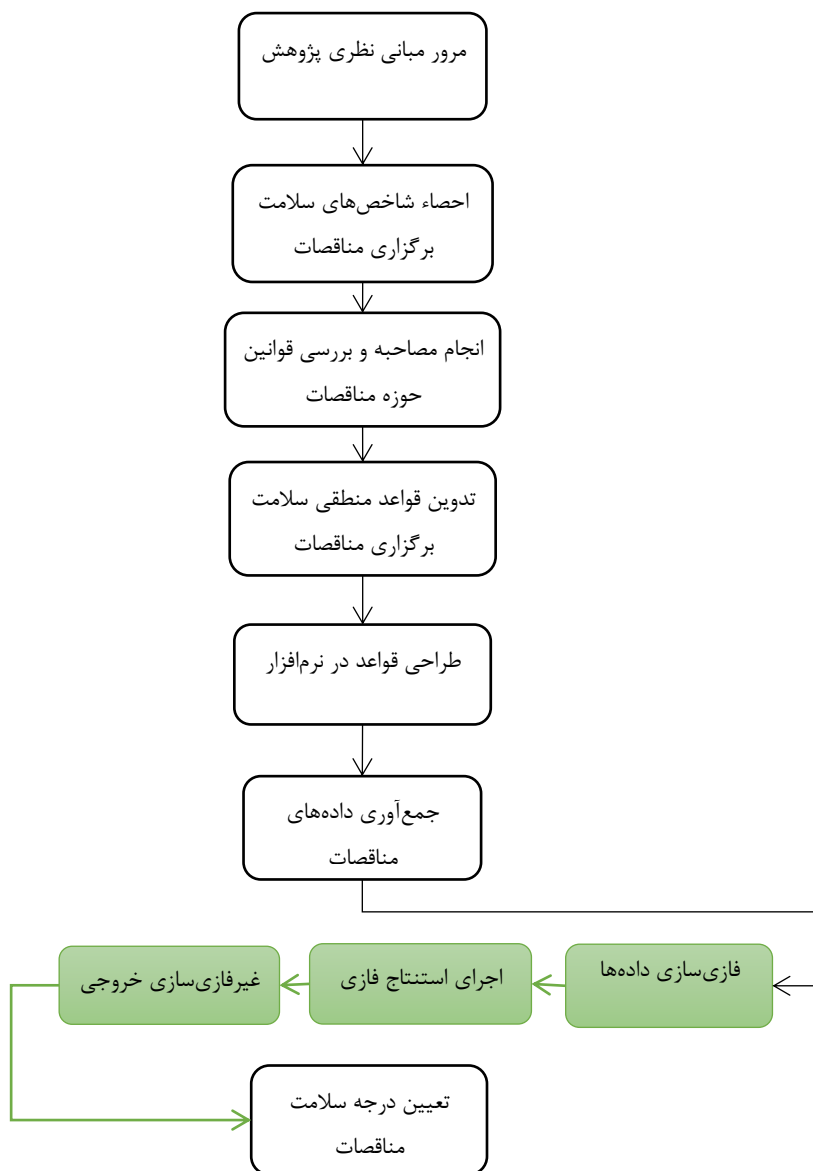 مرور مبانی نظری پژوهش
احصاء شاخص‌های سلامت
برگزاری مناقصات
انجام مصاحبه و بررسی قوانین
حوزه مناقصات
تدوین قواعد منطقی سلامت
برگزاری مناقصات
طراحی قواعد در نرم‌افزار
جمع‌آوری داده‌های
مناقصات
فازی‌سازی داده‌ها
اجرای استنتاج فازی
غیرفازی‌سازی خروجی
تعیین درجه سلامت
مناقصات